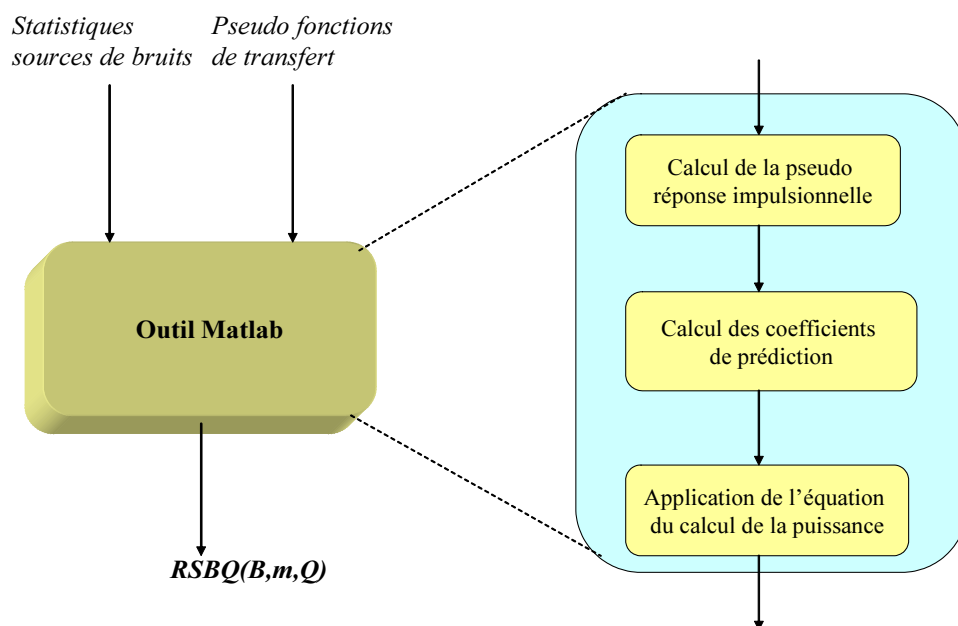 Statistiques
sources de bruits
Pseudo fonctions
de transfert
Outil Matlab
RSBQ(B,m,Q)
Calcul de la pseudo
réponse impulsionnelle
Calcul des coefficients
de prédiction
Application de l’équation
du calcul de la puissance